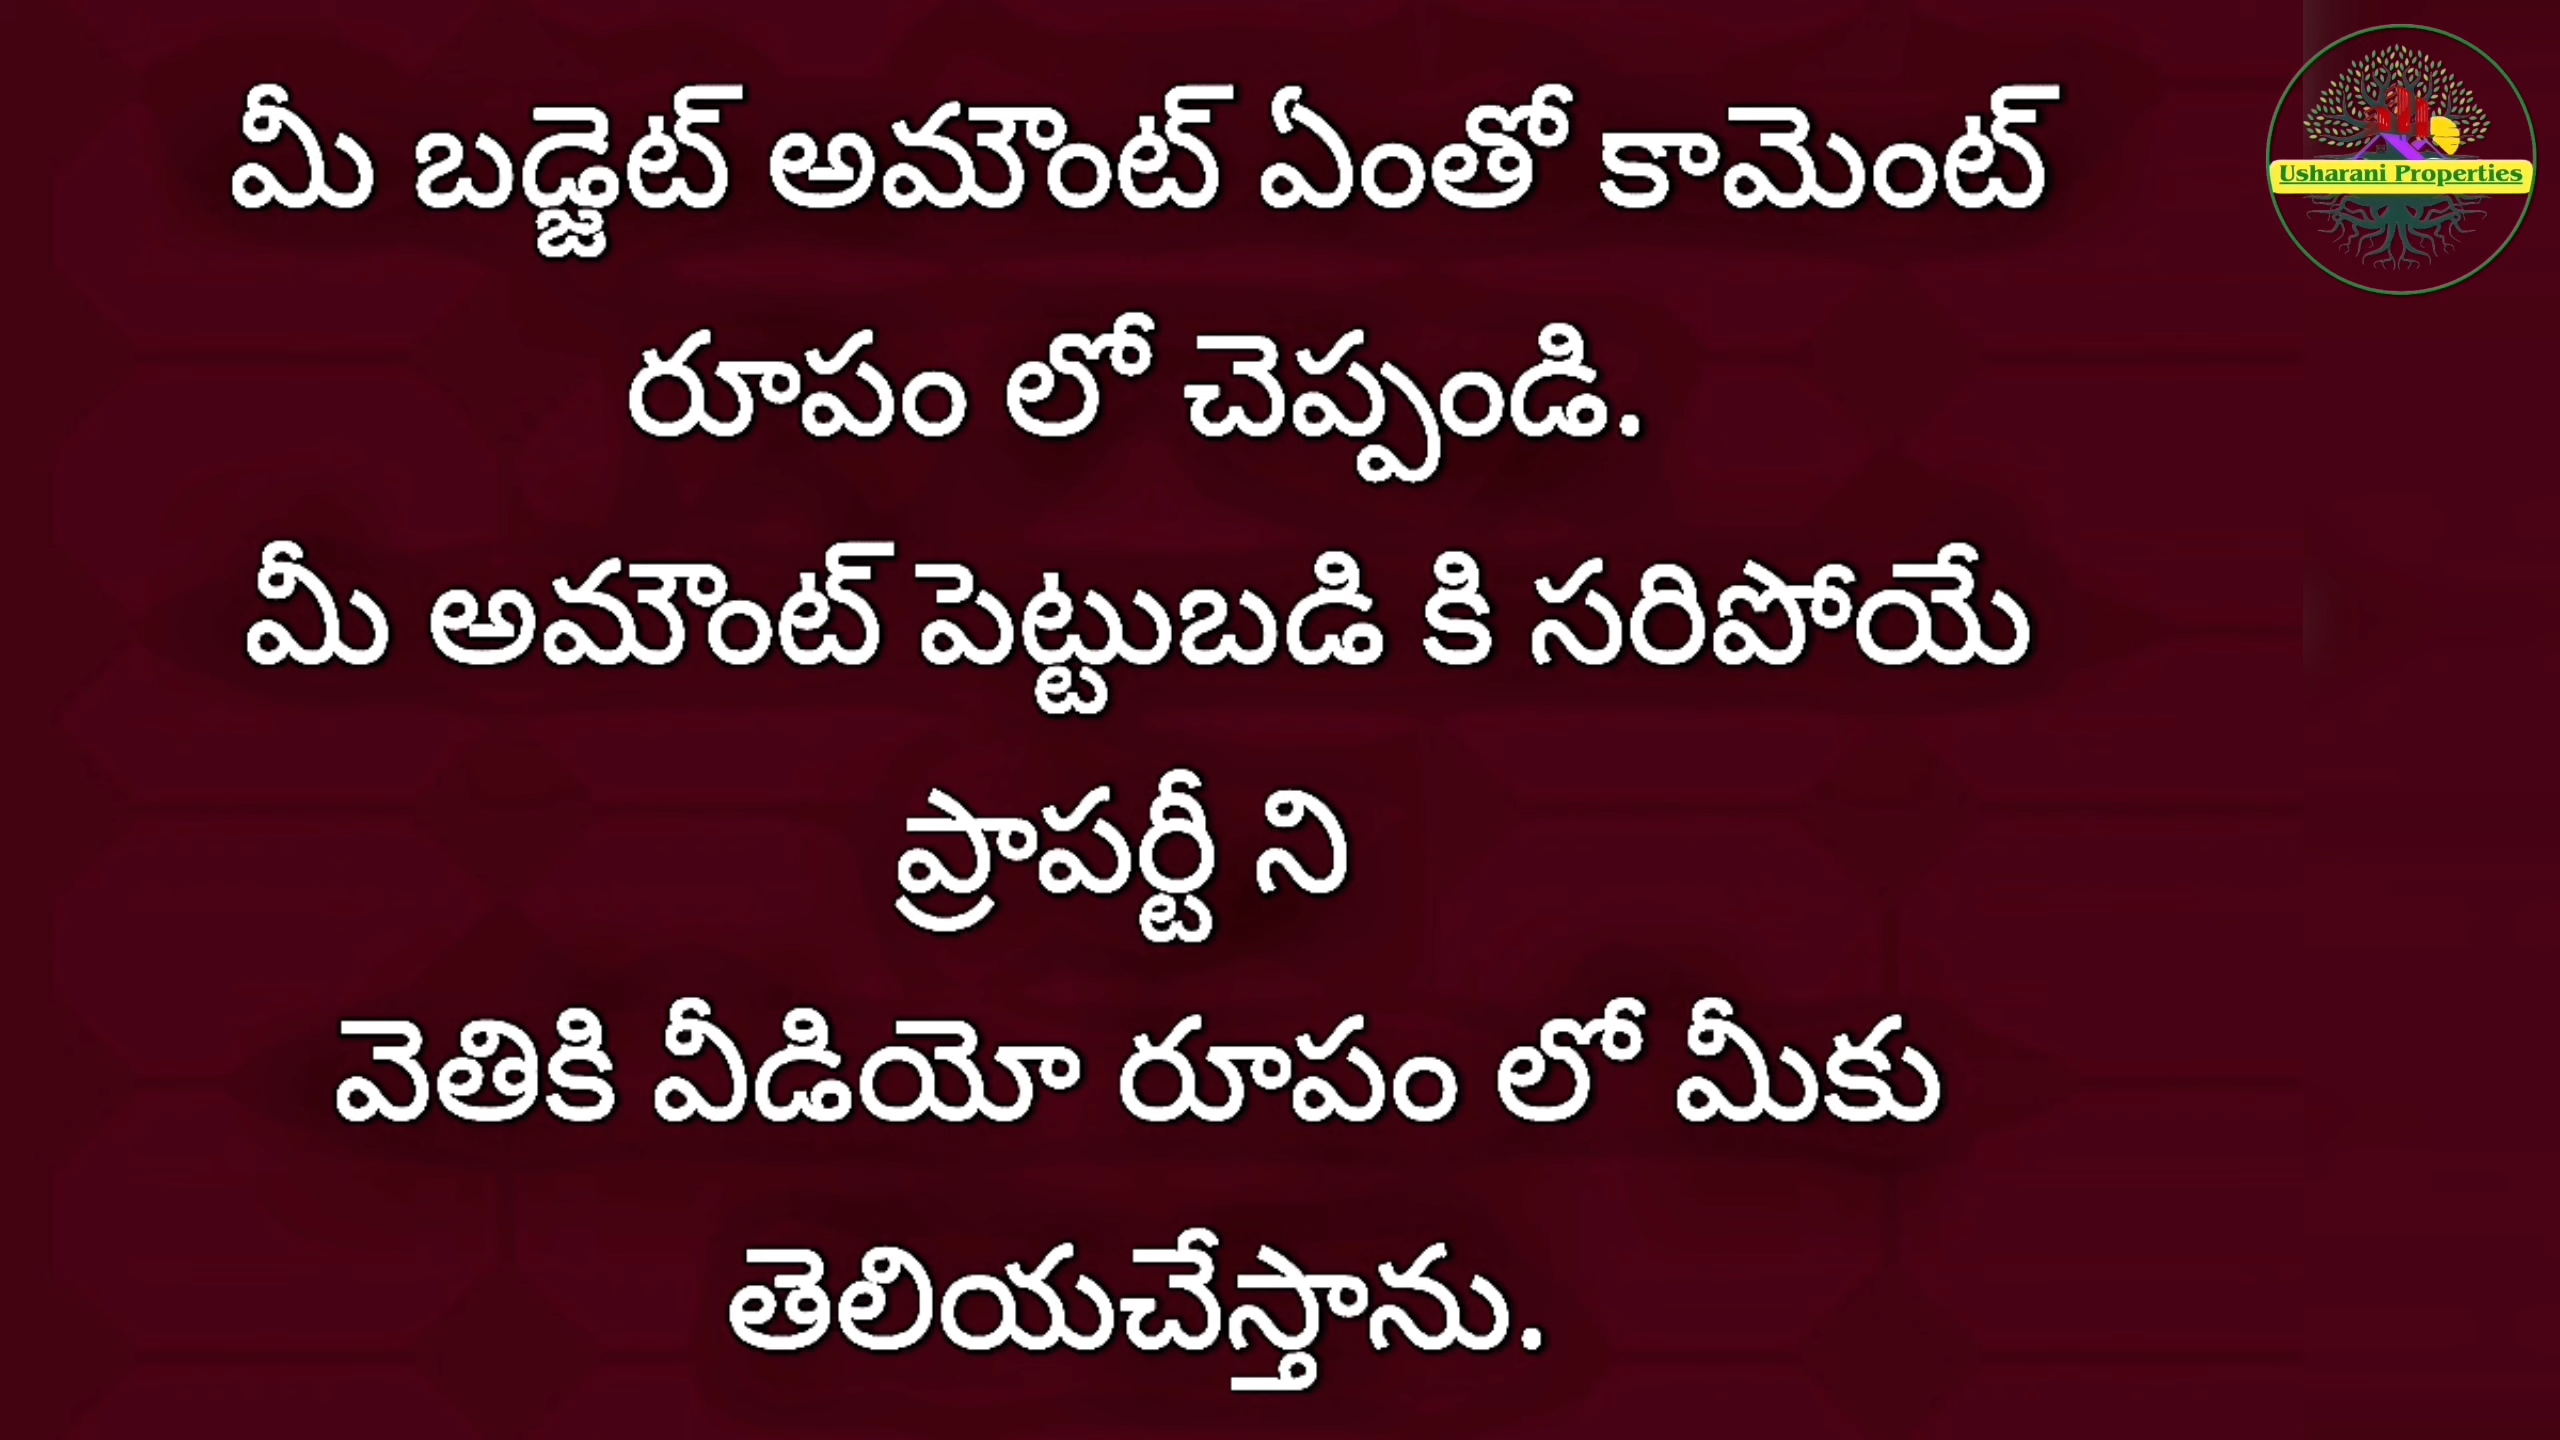 మీ బడ్జెట్ అమౌంట్ ఏంతో కామెంట్
రూపం లో చెప్పండి.
మీ అమౌంట్ పెట్టుబడి కి సరిపోయే
ప్రాపర్టీ ని
వెతికి వీడియో రూపం లో మీకు
తెలియచేస్తాను.
Usharani Properties